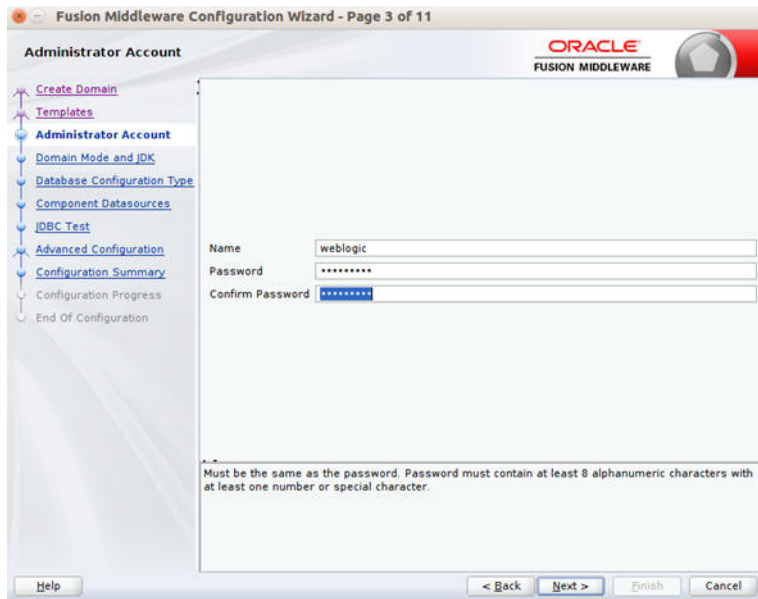 Fusion Middleware Configuration Wizard - Page 3 of 11
Administrator Account
ORACLE
FUSION MIDDLEWARE
Create Domain
Templates
Administrator Account
Domain Mode and JDK
Database Configuration Type
Component Datasources
JDBC Test
Advanced Configuration
Configuration Summary
Configuration Progress
End Of Configuration
Name weblogic
Password •••••••••
Confirm Password •••••••••
Must be the same as the password. Password must contain at least 8 alphanumeric characters with
at least one number or special character.
Help
< Back
Next >
Finish
Cancel